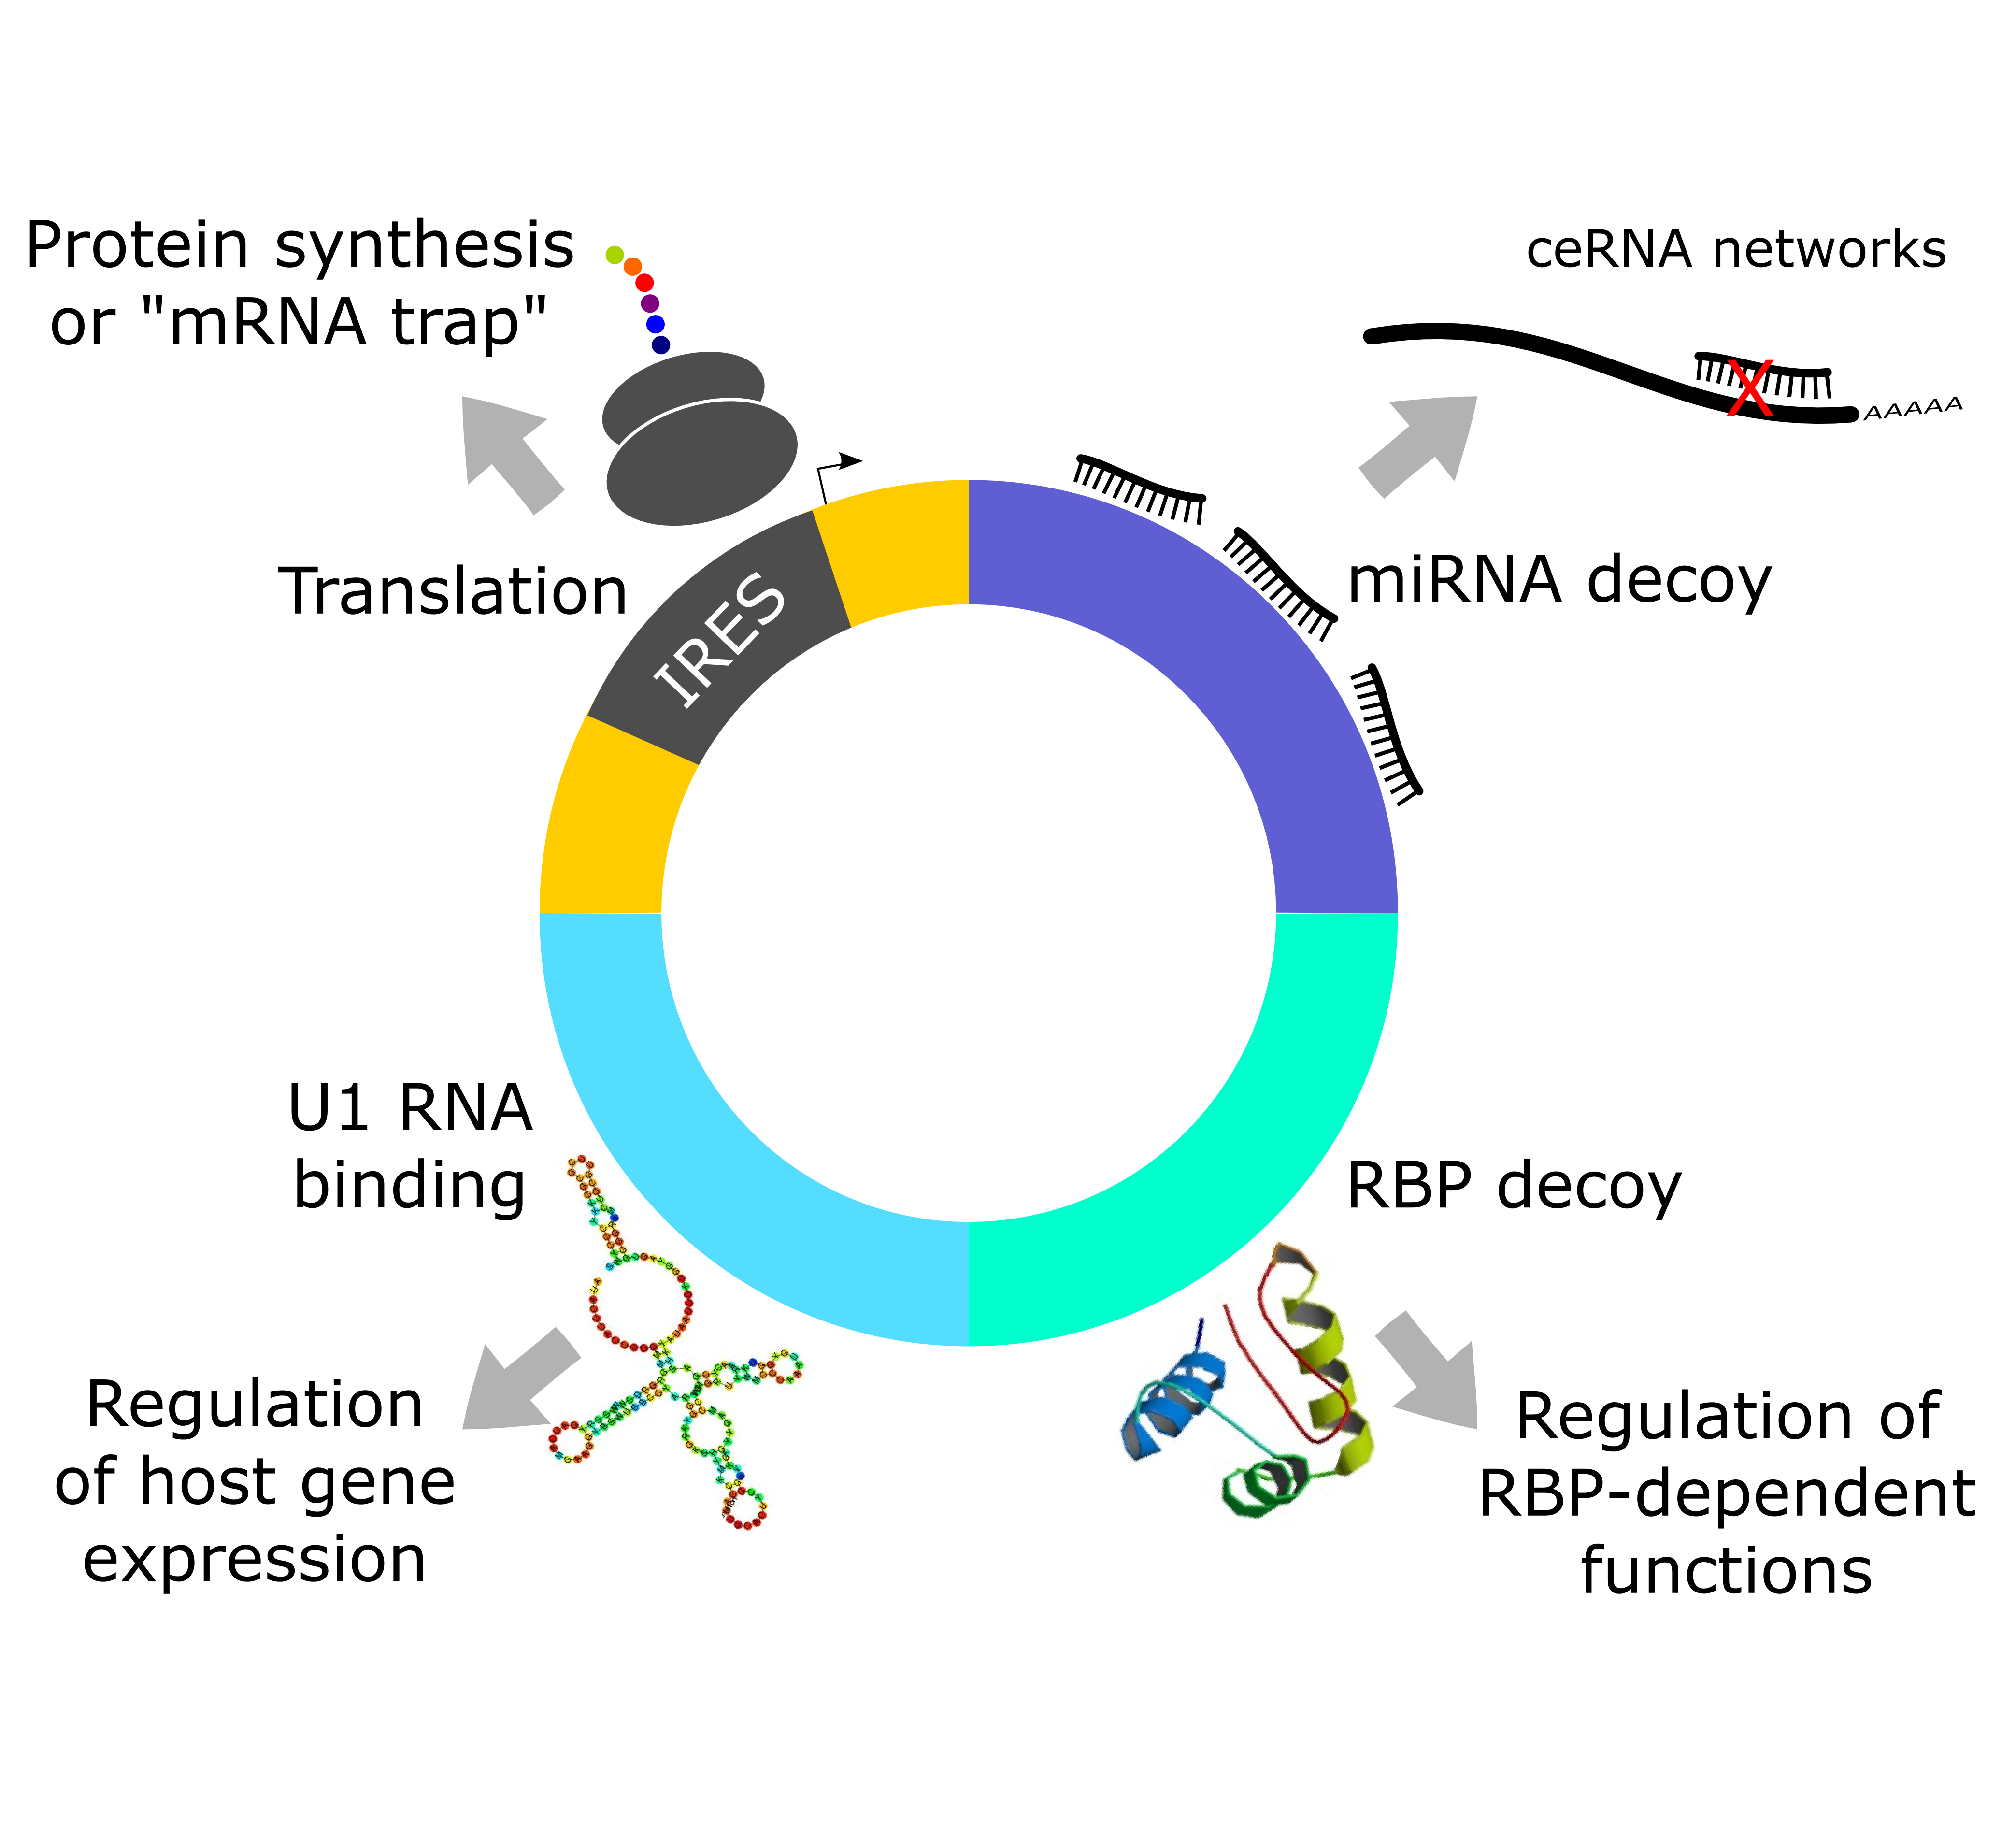 Protein synthesis
or "mRNA trap"
ceRNA networks
AAAAA
Translation
IRES
miRNA decoy
U1 RNA
binding
RBP decoy
Regulation
of host gene
expression
Regulation of
RBP-dependent
functions